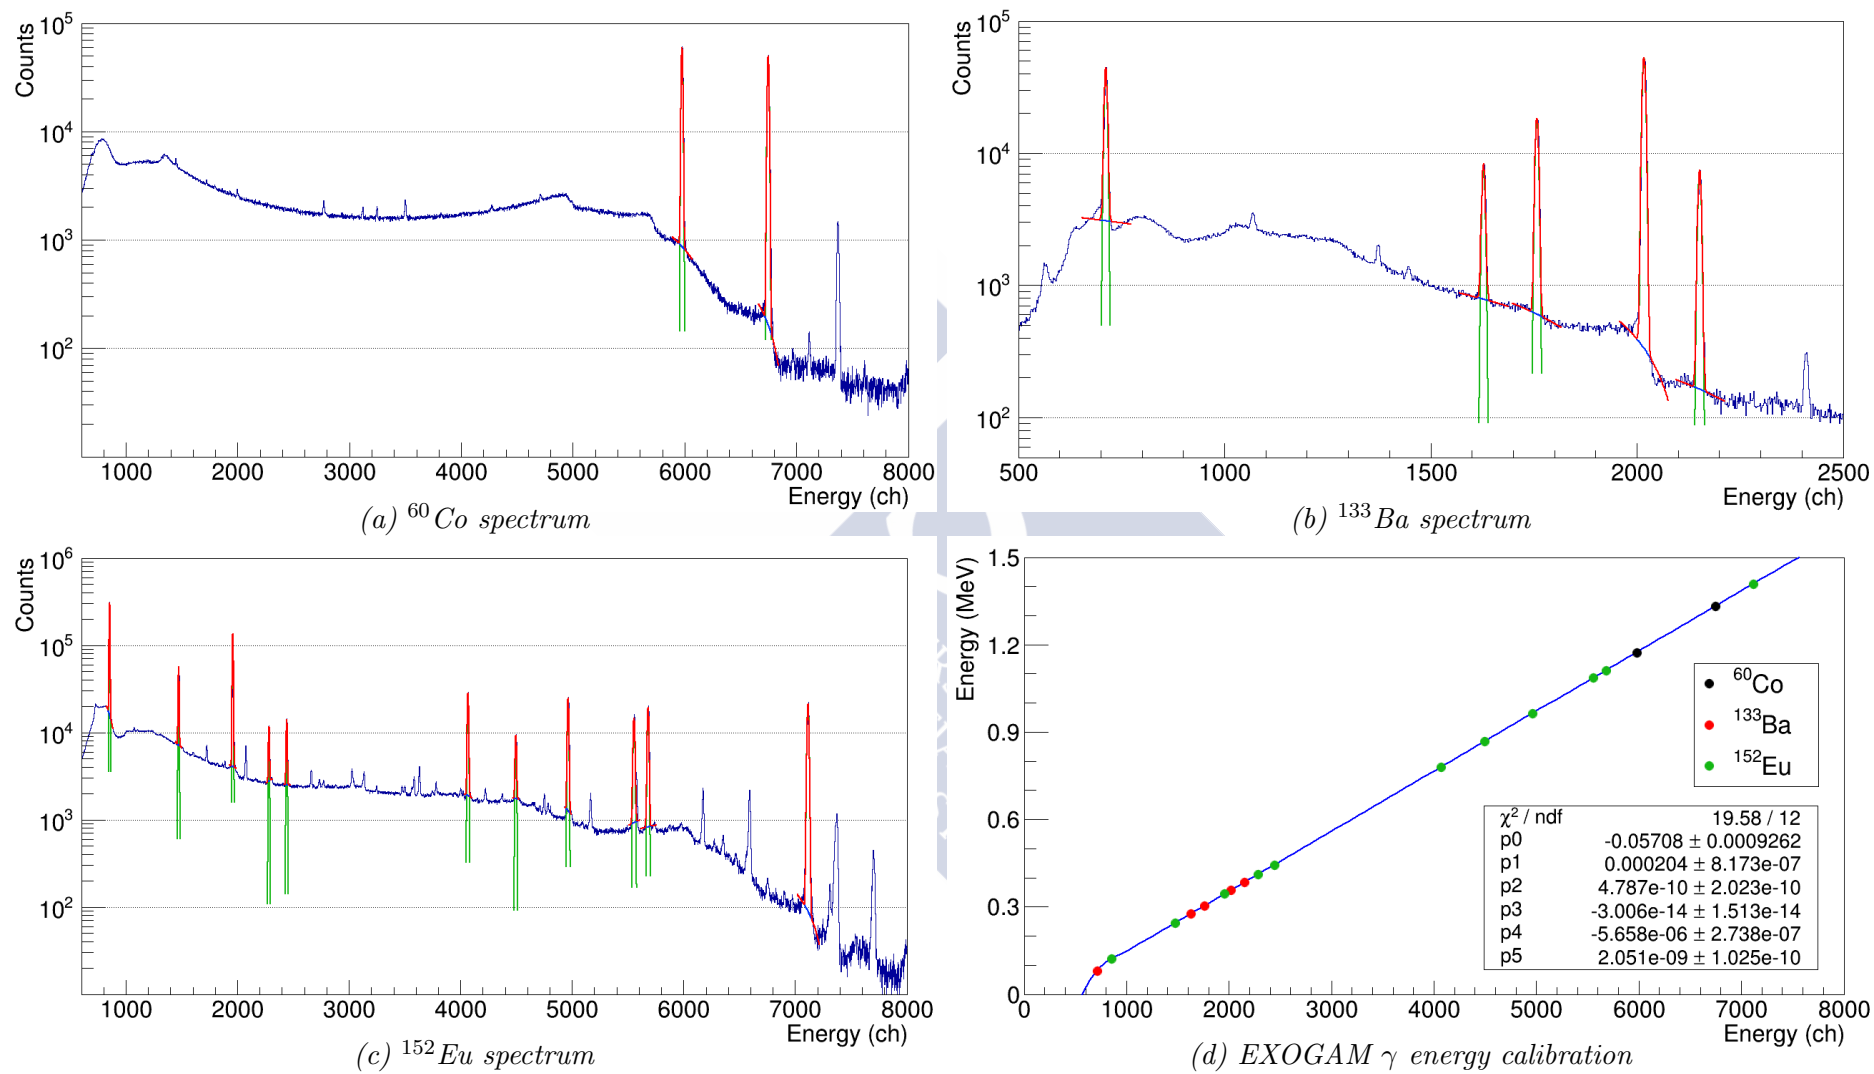 Counts
10^5
10^4
10^3
10^2
1000 2000 3000 4000 5000 6000 7000 8000
Energy (ch)
(a) ^60Co spectrum
Counts
10^5
10^4
10^3
10^2
500 1000 1500 2000 2500
Energy (ch)
(b) ^133Ba spectrum
Counts
10^6
10^5
10^4
10^3
10^2
1000 2000 3000 4000 5000 6000 7000 8000
Energy (ch)
(c) ^152Eu spectrum
Energy (MeV)
1.5
1.2
0.9
0.6
0.3
0
^60Co
^133Ba
^152Eu
χ^2 / ndf 19.58 / 12
p0 -0.05708 ± 0.0009262
p1 0.000204 ± 8.173e-07
p2 4.787e-10 ± 2.023e-10
p3 -3.006e-14 ± 1.513e-14
p4 -5.658e-06 ± 2.738e-07
p5 2.051e-09 ± 1.025e-10
0 1000 2000 3000 4000 5000 6000 7000 8000
Energy (ch)
(d) EXOGAM γ energy calibration